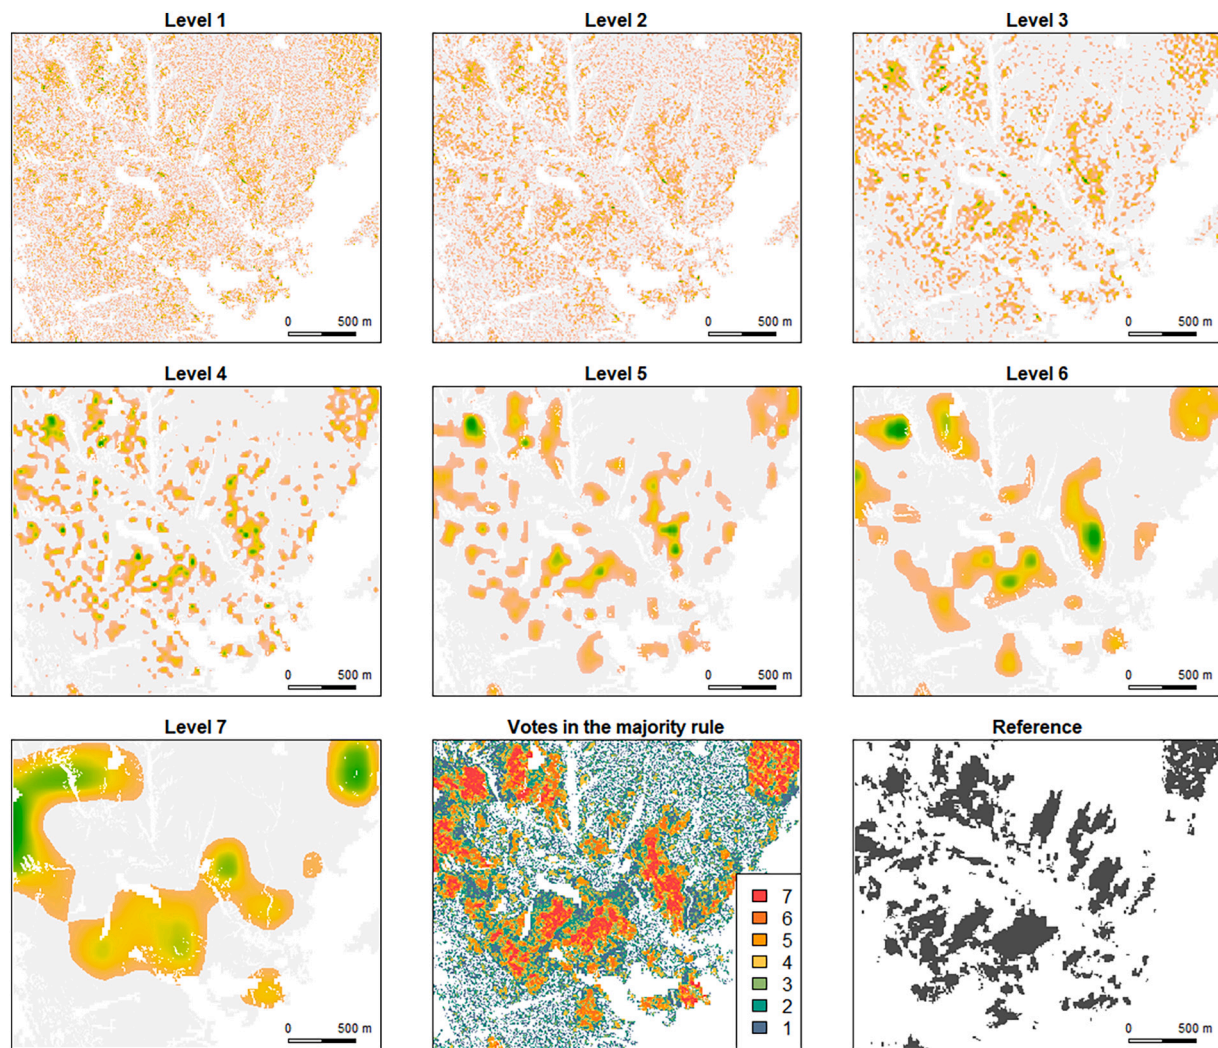 Level 1
Level 2
Level 3
0 500 m
0 500 m
0 500 m
Level 4
Level 5
Level 6
0 500 m
0 500 m
0 500 m
Level 7
Votes in the majority rule
Reference
7
6
5
4
3
2
1
0 500 m
0 500 m